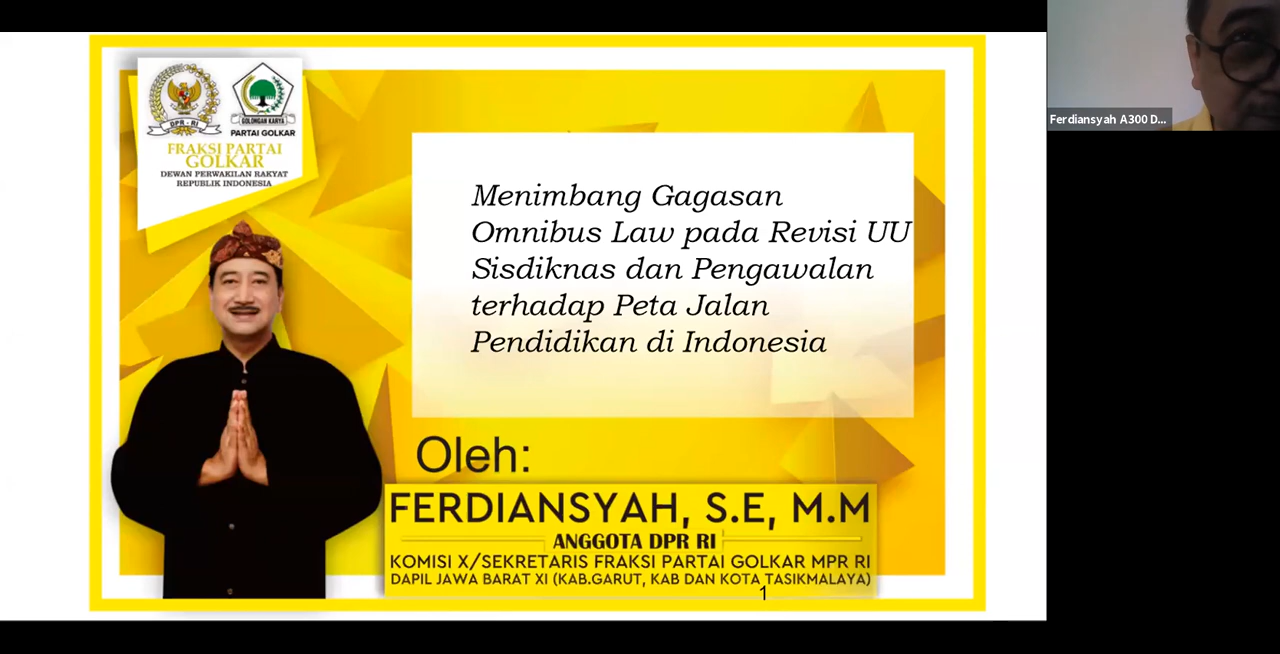 DPR - RI
GOLONGAN KARYA
PARTAI GOLKAR
FRAKSI PARTAI
GOLKAR
DEWAN PERWAKILAN RAKYAT
REPUBLIK INDONESIA
Menimbang Gagasan
Omnibus Law pada Revisi UU
Sisdiknas dan Pengawalan
terhadap Peta Jalan
Pendidikan di Indonesia
Oleh:
FERDIANSYAH, S.E, M.M
ANGGOTA DPR RI
KOMISI X/SEKRETARIS FRAKSI PARTAI GOLKAR MPR RI
DAPIL JAWA BARAT XI (KAB.GARUT, KAB DAN KOTA TASIKMALAYA)
1
Ferdiansyah A300 D...